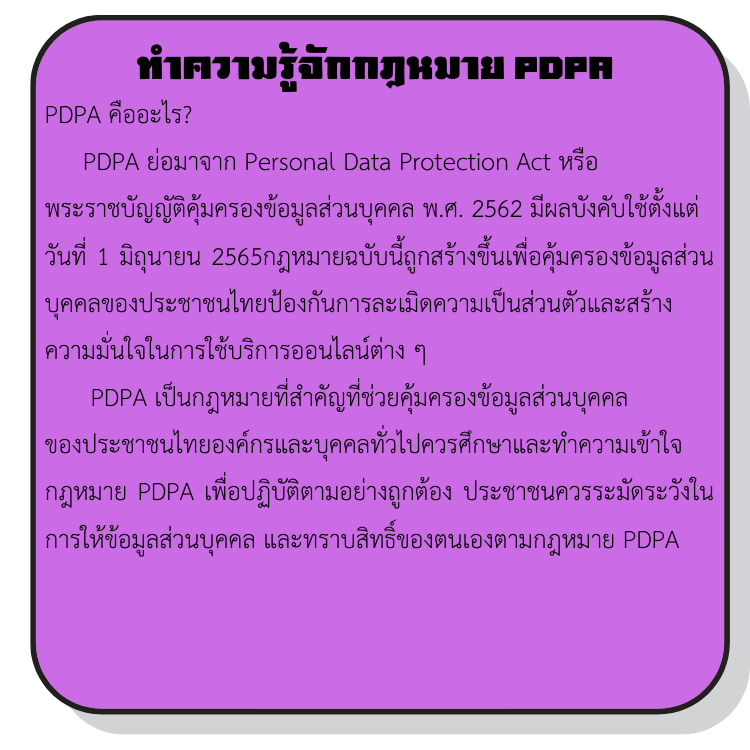 ทำความรู้จักกฎหมาย PDPA
PDPA คืออะไร?
PDPA ย่อมาจาก Personal Data Protection Act หรือ
พระราชบัญญัติคุ้มครองข้อมูลส่วนบุคคล พ.ศ. 2562 มีผลบังคับใช้ตั้งแต่
วันที่ 1 มิถุนายน 2565กฎหมายฉบับนี้ถูกสร้างขึ้นเพื่อคุ้มครองข้อมูลส่วน
บุคคลของประชาชนไทยป้องกันการละเมิดความเป็นส่วนตัวและสร้าง
ความมั่นใจในการใช้บริการออนไลน์ต่าง ๆ
PDPA เป็นกฎหมายที่สำคัญที่ช่วยคุ้มครองข้อมูลส่วนบุคคล
ของประชาชนไทยองค์กรและบุคคลทั่วไปควรศึกษาและทำความเข้าใจ
กฎหมาย PDPA เพื่อปฏิบัติตามอย่างถูกต้อง ประชาชนควรระมัดระวังใน
การให้ข้อมูลส่วนบุคคล และทราบสิทธิ์ของตนเองตามกฎหมาย PDPA